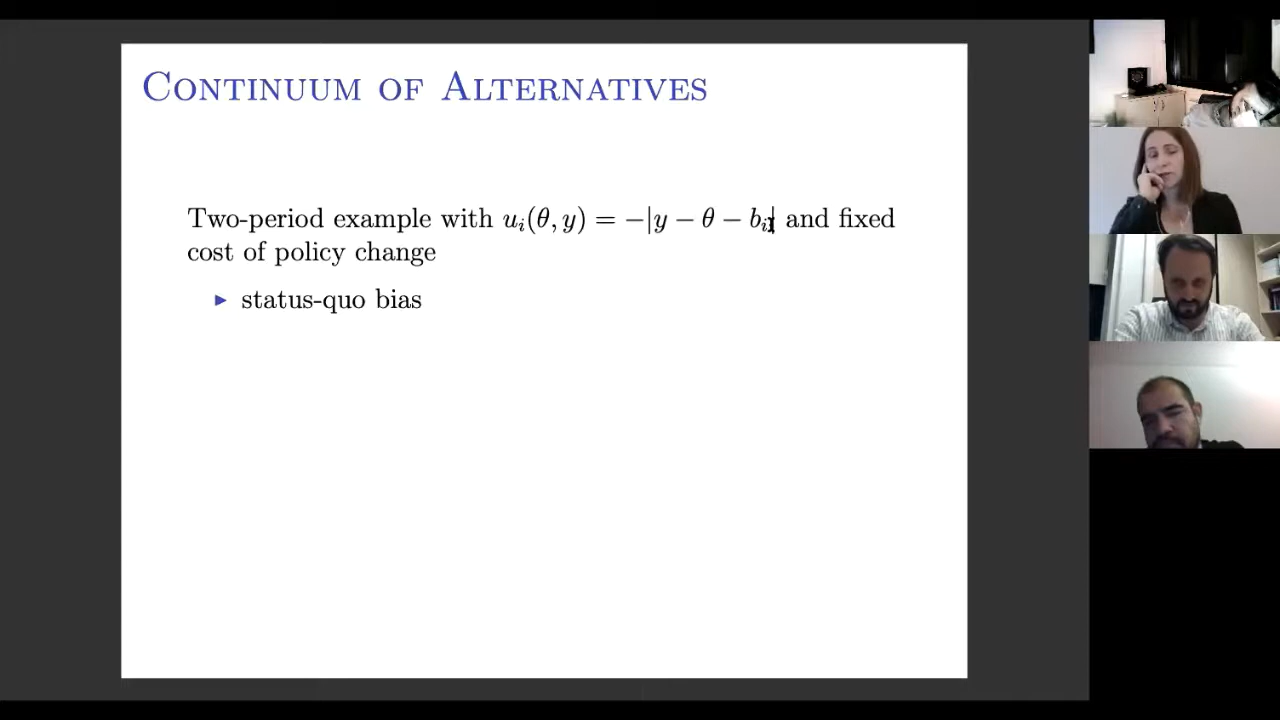 Continuum of Alternatives
Two-period example with uᵢ(θ, y) = −|y − θ − bᵢ| and fixed
cost of policy change
▶ status-quo bias